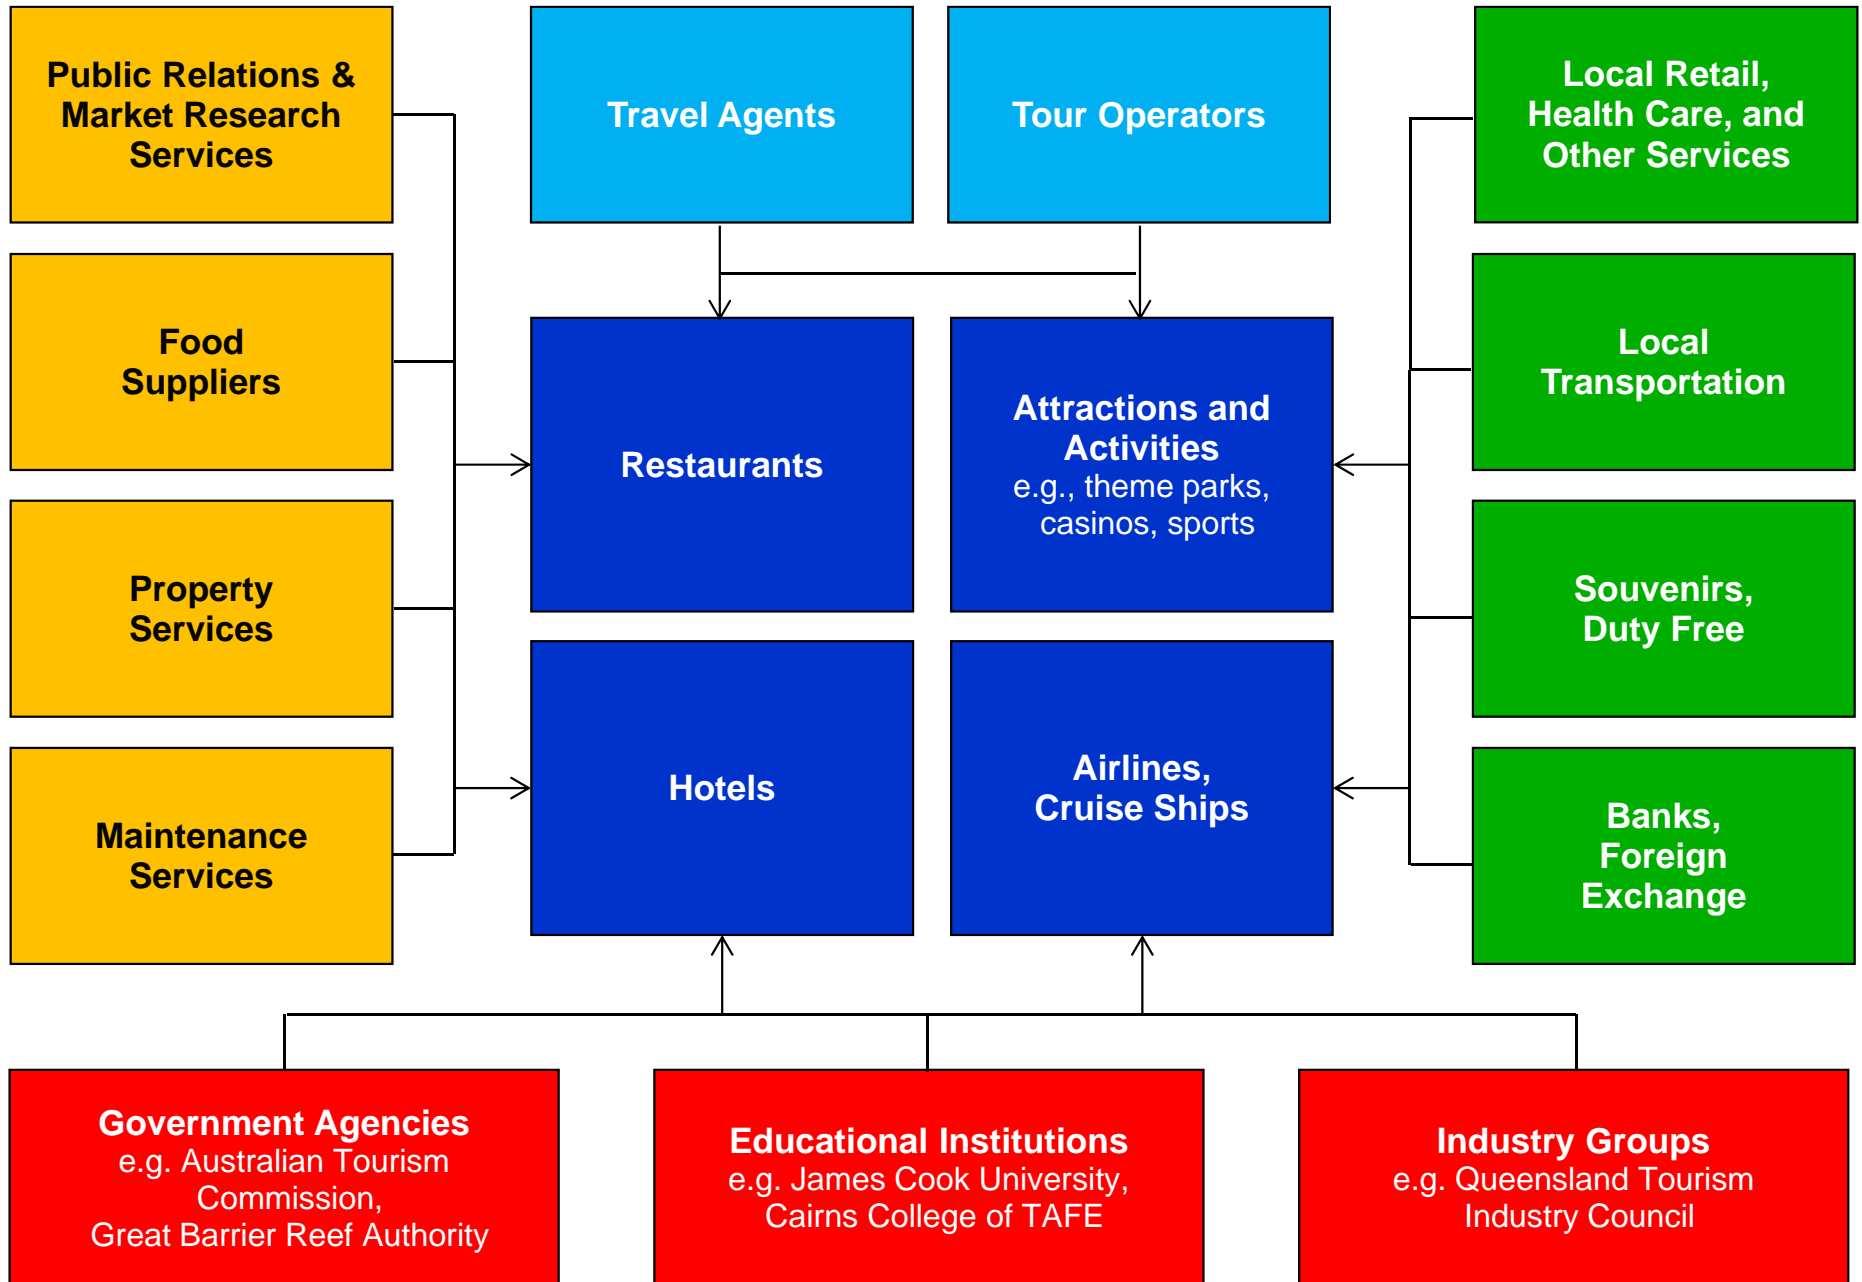 Public Relations &
Market Research
Services
Travel Agents
Tour Operators
Local Retail,
Health Care, and
Other Services
Food
Suppliers
Restaurants
Attractions and
Activities
e.g., theme parks,
casinos, sports
Local
Transportation
Property
Services
Souvenirs,
Duty Free
Maintenance
Services
Hotels
Airlines,
Cruise Ships
Banks,
Foreign
Exchange
Government Agencies
e.g. Australian Tourism
Commission,
Great Barrier Reef Authority
Educational Institutions
e.g. James Cook University,
Cairns College of TAFE
Industry Groups
e.g. Queensland Tourism
Industry Council